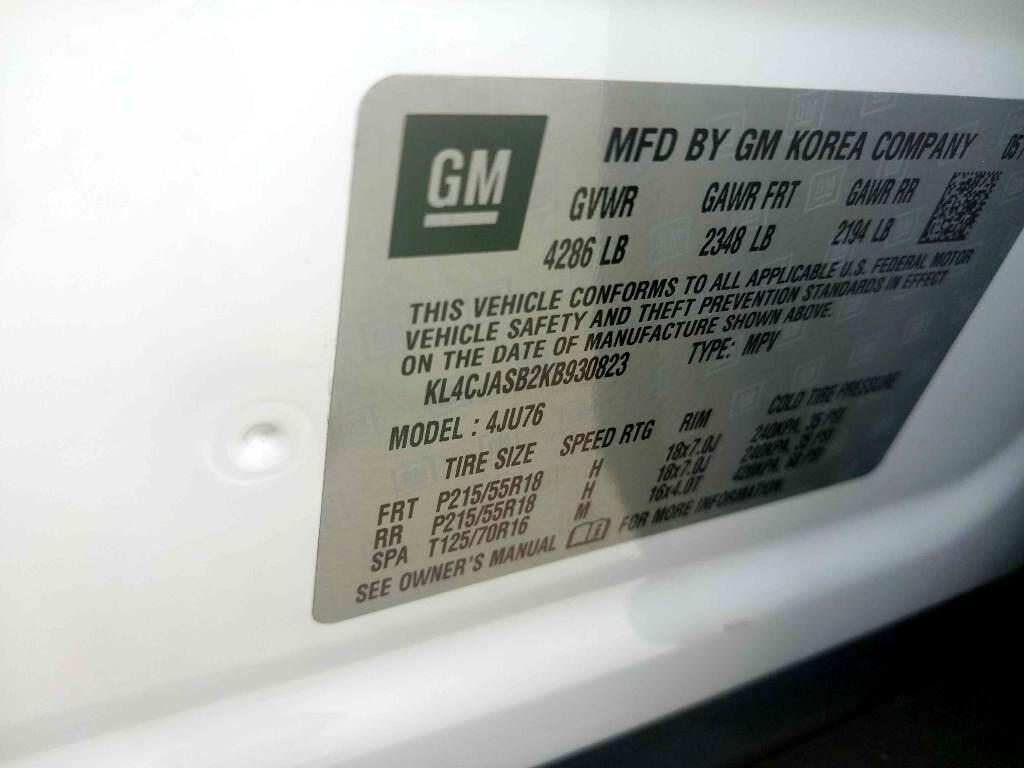 GM
MFD BY GM KOREA COMPANY 05
GVWR GAWR FRT GAWR RR
4286 LB 2348 LB 2194 LB
THIS VEHICLE CONFORMS TO ALL APPLICABLE U.S. FEDERAL MOTOR
VEHICLE SAFETY AND THEFT PREVENTION STANDARDS IN EFFECT
ON THE DATE OF MANUFACTURE SHOWN ABOVE.
KL4CJASB2KB930823 TYPE: MPV
MODEL : 4JU76
TIRE SIZE SPEED RTG RIM COLD TIRE PRESSURE
FRT P215/55R18 H 18x7.0J 240KPA, 35 PSI
RR P215/55R18 H 18x7.0J 240KPA, 35 PSI
SPA T125/70R16 M 16x4.0T 420KPA, 60 PSI
SEE OWNER'S MANUAL FOR MORE INFORMATION